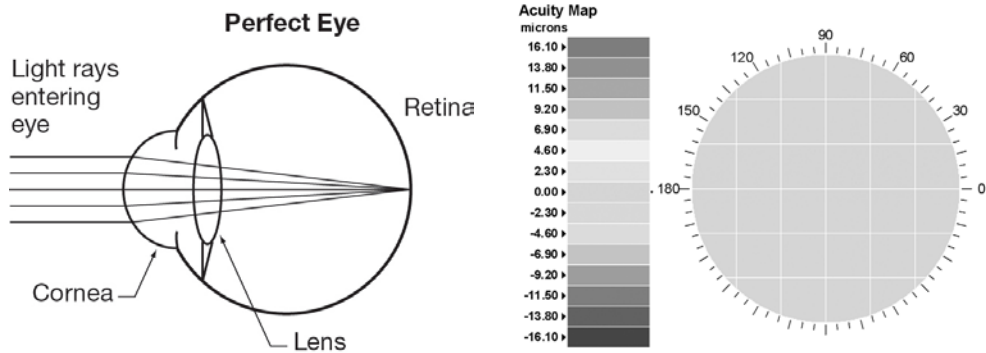 Perfect Eye
Light rays
entering
eye
Retina
Cornea
Lens
Acuity Map
microns
16.10
13.80
11.50
9.20
6.90
4.60
2.30
0.00
-2.30
-4.60
-6.90
-9.20
-11.50
-13.80
-16.10
90
120
60
150
30
180
0